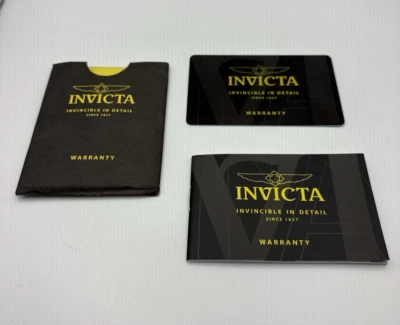 INVICTA
INVINCIBLE IN DETAIL
SINCE 1837
WARRANTY
INVICTA
INVINCIBLE IN DETAIL
SINCE 1837
WARRANTY
INVICTA
INVINCIBLE IN DETAIL
SINCE 1837
WARRANTY